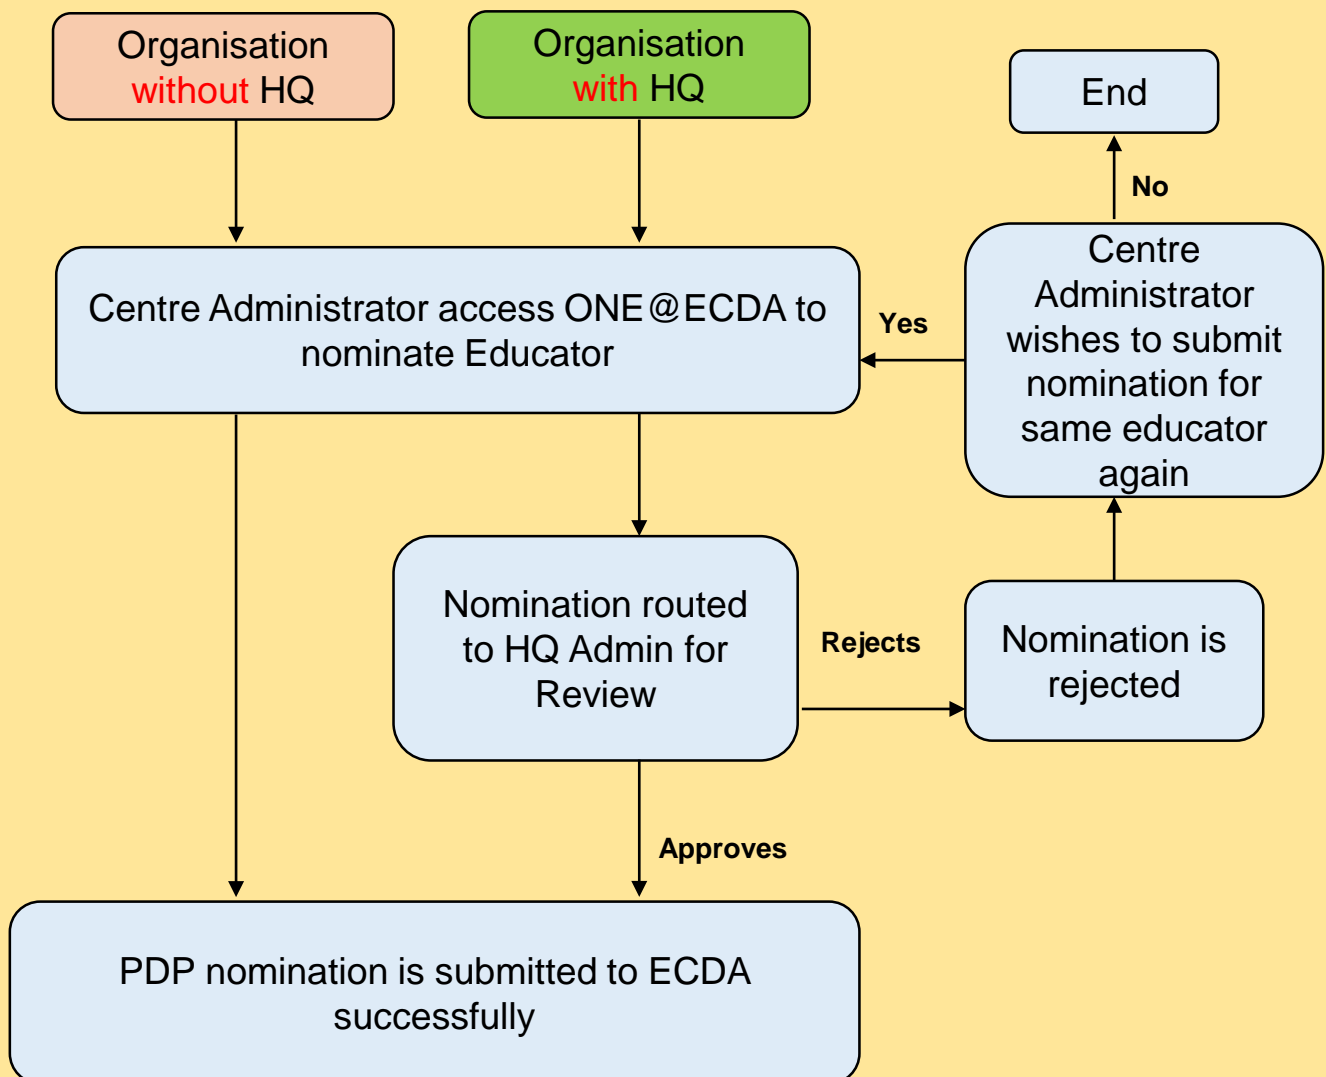 Organisation
without HQ
Organisation
with HQ
End
No
Centre Administrator access ONE@ECDA to
nominate Educator
Yes
Centre
Administrator
wishes to submit
nomination for
same educator
again
Nomination routed
to HQ Admin for
Review
Rejects
Nomination is
rejected
Approves
PDP nomination is submitted to ECDA
successfully